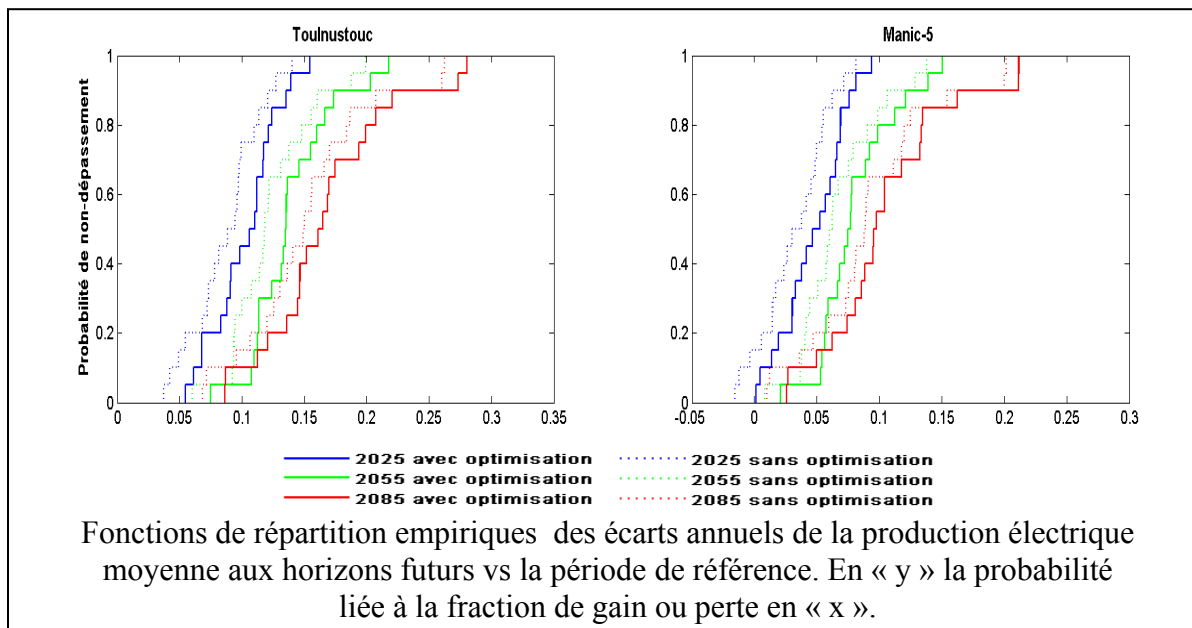 Toulnustouc
Manic-5
Probabilité de non-dépassement
1
0.8
0.6
0.4
0.2
0
0 0.05 0.1 0.15 0.2 0.25 0.3 0.35
1
0.8
0.6
0.4
0.2
0
-0.05 0 0.05 0.1 0.15 0.2 0.25 0.3
2025 avec optimisation
2055 avec optimisation
2085 avec optimisation
2025 sans optimisation
2055 sans optimisation
2085 sans optimisation
Fonctions de répartition empiriques des écarts annuels de la production électrique
moyenne aux horizons futurs vs la période de référence. En « y » la probabilité
liée à la fraction de gain ou perte en « x ».